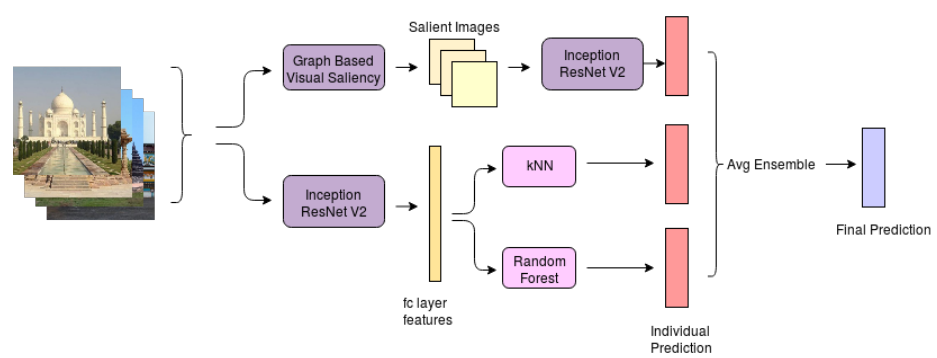 Salient Images
Graph Based
Visual Saliency
Inception
ResNet V2
Inception
ResNet V2
kNN
Random
Forest
fc layer
features
Individual
Prediction
Avg Ensemble
Final Prediction